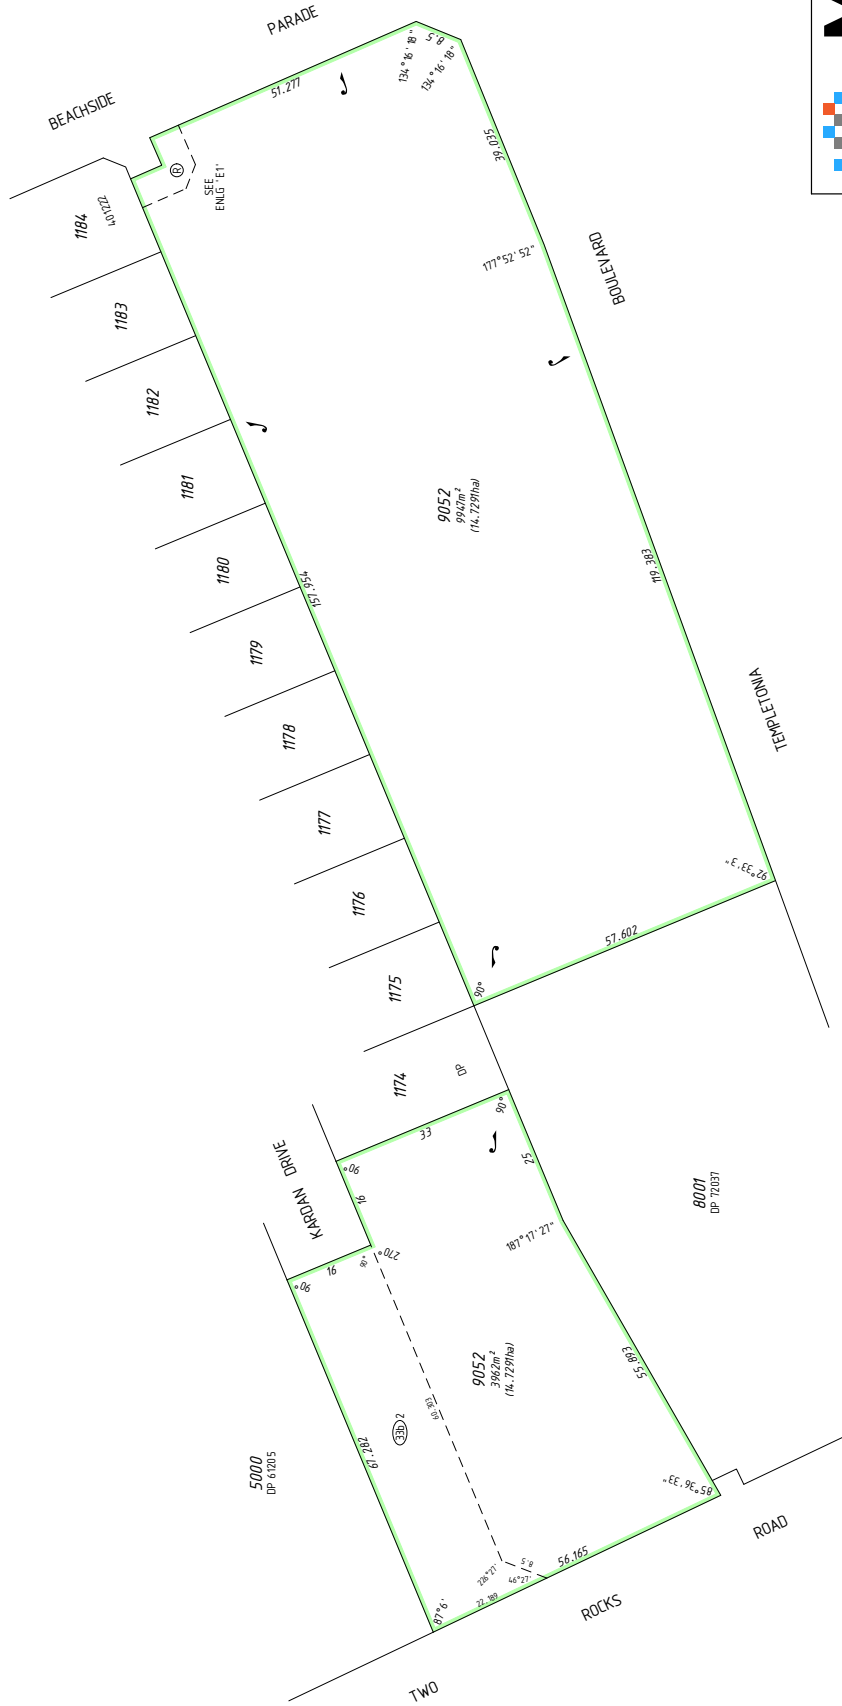 PARADE
BEACHSIDE
51.277
8.5
134°16'18"
134°16'18"
39.035
R
SEE
ENLG 'E1'
1184
401222
177°52'52"
BOULEVARD
1183
1182
1181
1180
1179
1178
1177
1176
1175
1174
DP
157.954
9052
9947m²
(14.7291ha)
119.383
TEMPLETONIA
92°33'3"
57.602
90°
90°
33
25
KARDAN DRIVE
90°
16
16
90°
270°
90°
187°17'27"
8001
DP 72037
9052
3962m²
(14.7291ha)
55.893
60.303
33b 2
67.282
5000
DP 61205
85°36'33"
ROAD
56.165
8.5
226°27'
46°27'
22.189
87°6'
ROCKS
TWO